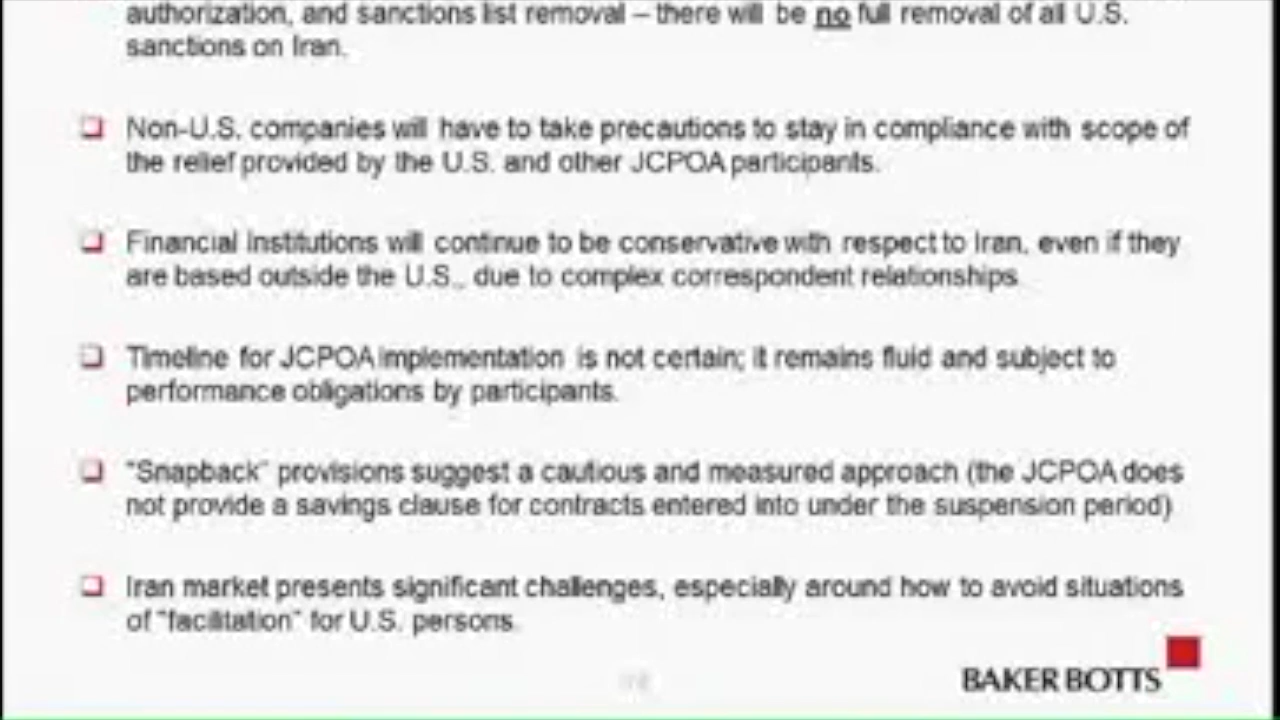 authorization, and sanctions list removal – there will be no full removal of all U.S.
sanctions on Iran.
Non-U.S. companies will have to take precautions to stay in compliance with scope of
the relief provided by the U.S. and other JCPOA participants.
Financial Institutions will continue to be conservative with respect to Iran, even if they
are based outside the U.S., due to complex correspondent relationships
Timeline for JCPOA implementation is not certain; it remains fluid and subject to
performance obligations by participants.
"Snapback" provisions suggest a cautious and measured approach (the JCPOA does
not provide a savings clause for contracts entered into under the suspension period)
Iran market presents significant challenges, especially around how to avoid situations
of "facilitation" for U.S. persons.
BAKER BOTTS